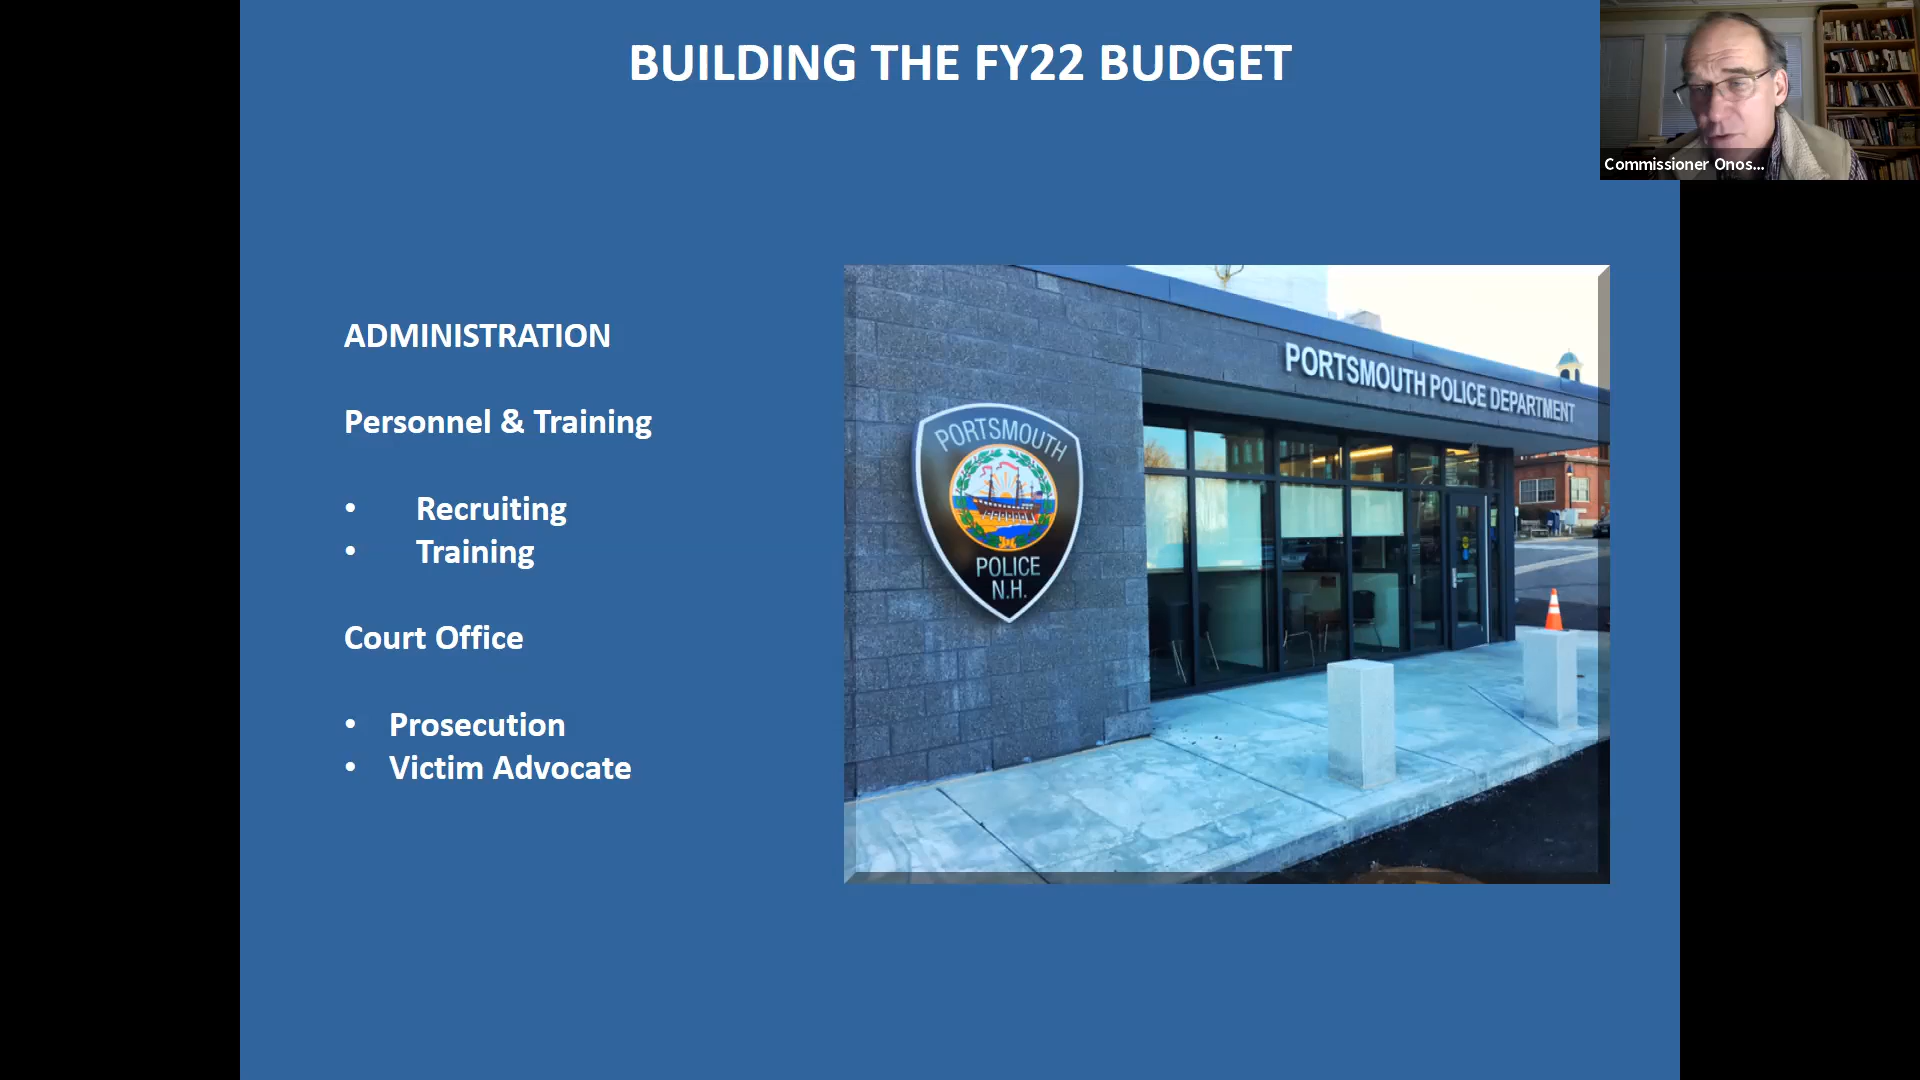 BUILDING THE FY22 BUDGET
Commissioner Onos...
ADMINISTRATION
Personnel & Training
• Recruiting
• Training
Court Office
• Prosecution
• Victim Advocate
PORTSMOUTH POLICE DEPARTMENT
PORTSMOUTH
POLICE
N.H.